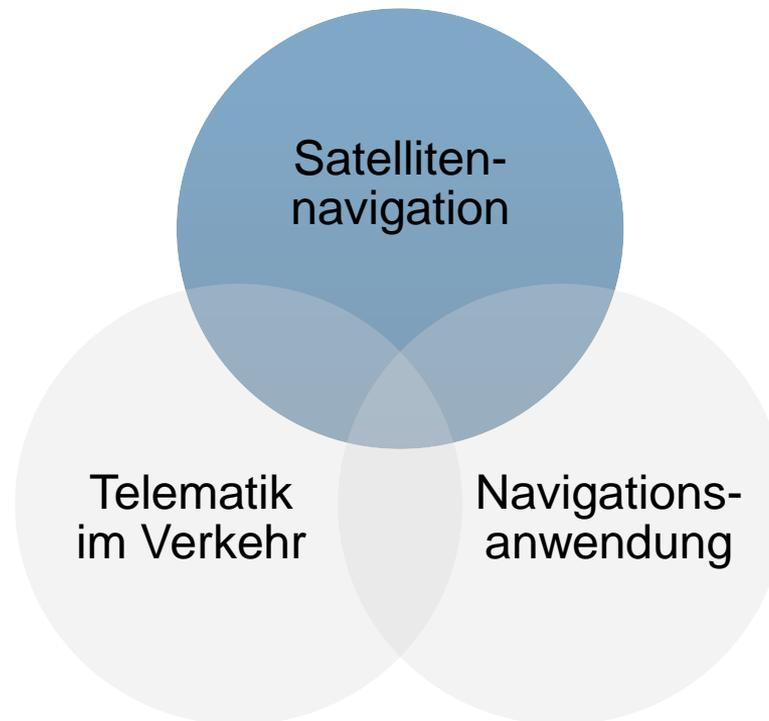 Satelliten-
navigation
Telematik
im Verkehr
Navigations-
anwendung